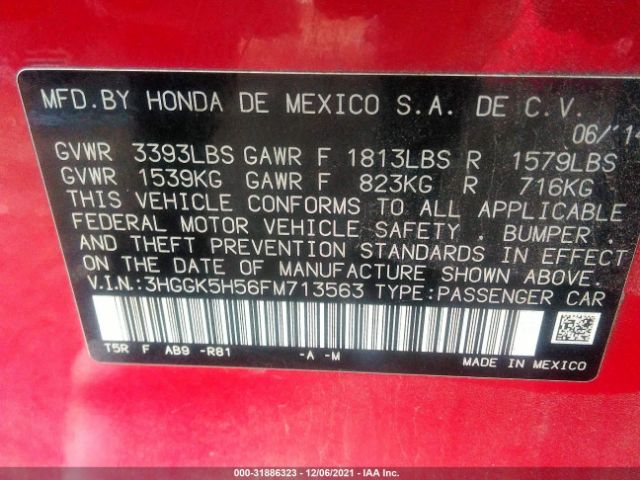 MFD. BY HONDA DE MEXICO S.A. DE C.V.
06/1
GVWR 3393LBS GAWR F 1813LBS R 1579LBS
GVWR 1539KG GAWR F 823KG R 716KG
THIS VEHICLE CONFORMS TO ALL APPLICABLE
FEDERAL MOTOR VEHICLE SAFETY , BUMPER ,
AND THEFT PREVENTION STANDARDS IN EFFECT
ON THE DATE OF MANUFACTURE SHOWN ABOVE.
V.I.N.:3HGGK5H56FM713563 TYPE:PASSENGER CAR
T5R F AB9 -R81 -A -M
MADE IN MEXICO
000-31886323 - 12/06/2021 - IAA Inc.